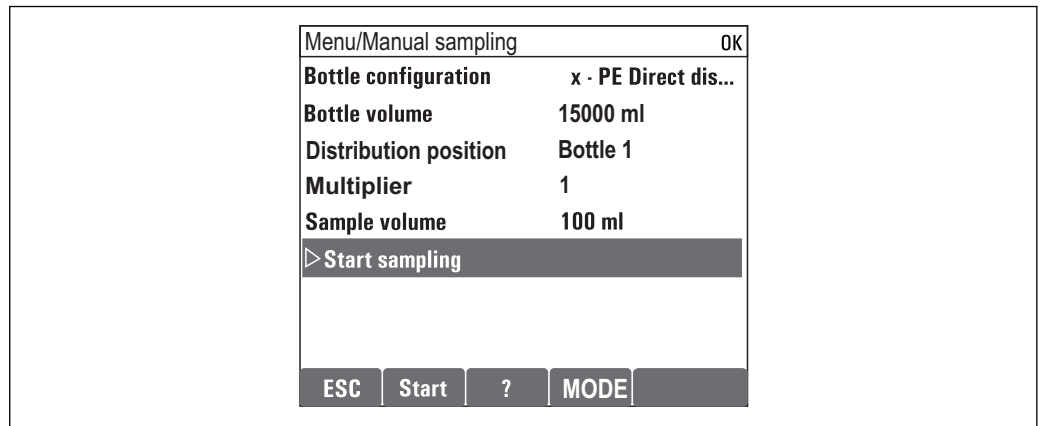 Menu/Manual sampling OK
Bottle configuration x - PE Direct dis...
Bottle volume 15000 ml
Distribution position Bottle 1
Multiplier 1
Sample volume 100 ml
▷Start sampling
ESC Start ? MODE